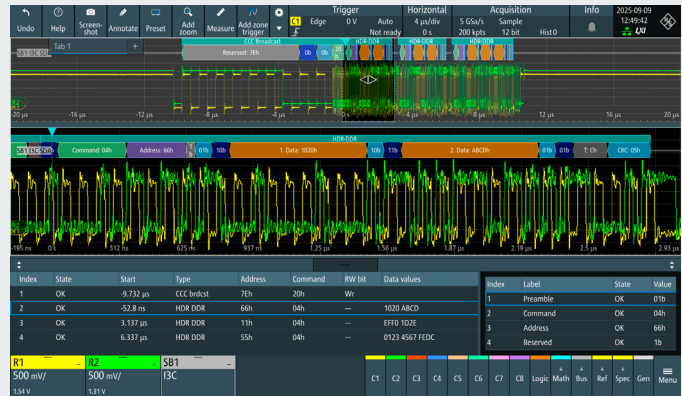 Undo
Help
Screen-
shot
Annotate
Preset
Add
zoom
Measure
Add zone
trigger
Trigger
C1 Edge 0 V Auto
Not ready
Horizontal
4 µs/div
0 s
Acquisition
5 GSa/s Sample
200 kpts 12 bit Hist0
Info
2025-09-09
12:49:42
LXI
Tab 1 +
CCC Broadcast
Reserved: 7Eh
0b 0b
HDR-DDR HDR-DDR HDR-DDR
-20 µs -16 µs -12 µs -8 µs -4 µs 0 s 4 µs 8 µs 12 µs 16 µs 20 µs
HDR-DDR
Command: 04h Address: 66h 1b 01b 10b 1. Data: 1020h 10b 11b 2. Data: ABCDh 01b 01b T: Ch CRC: 05h
-195 ns 0 s 312 ns 625 ns 937 ns 1.25 µs 1.56 µs 1.87 µs 2.19 µs 2.5 µs 2.93 µs
Index State Start Type Address Command RW bit Data values
1 OK -9.732 µs CCC brdcst 7Eh 20h Wr
2 OK -52.8 ns HDR DDR 66h 04h — 1020 ABCD
3 OK 3.137 µs HDR DDR 11h 04h — EFF0 1D2E
4 OK 6.337 µs HDR DDR 55h 04h — 0123 4567 FEDC
Index Label State Value
1 Preamble OK 01b
2 Command OK 04h
3 Address OK 66h
4 Reserved OK 1b
R1
500 mV/
1.54 V
R2
500 mV/
1.31 V
SB1
I3C
C1 C2 C3 C4 C5 C6 C7 C8 Logic Math Bus Ref Spec Gen Menu